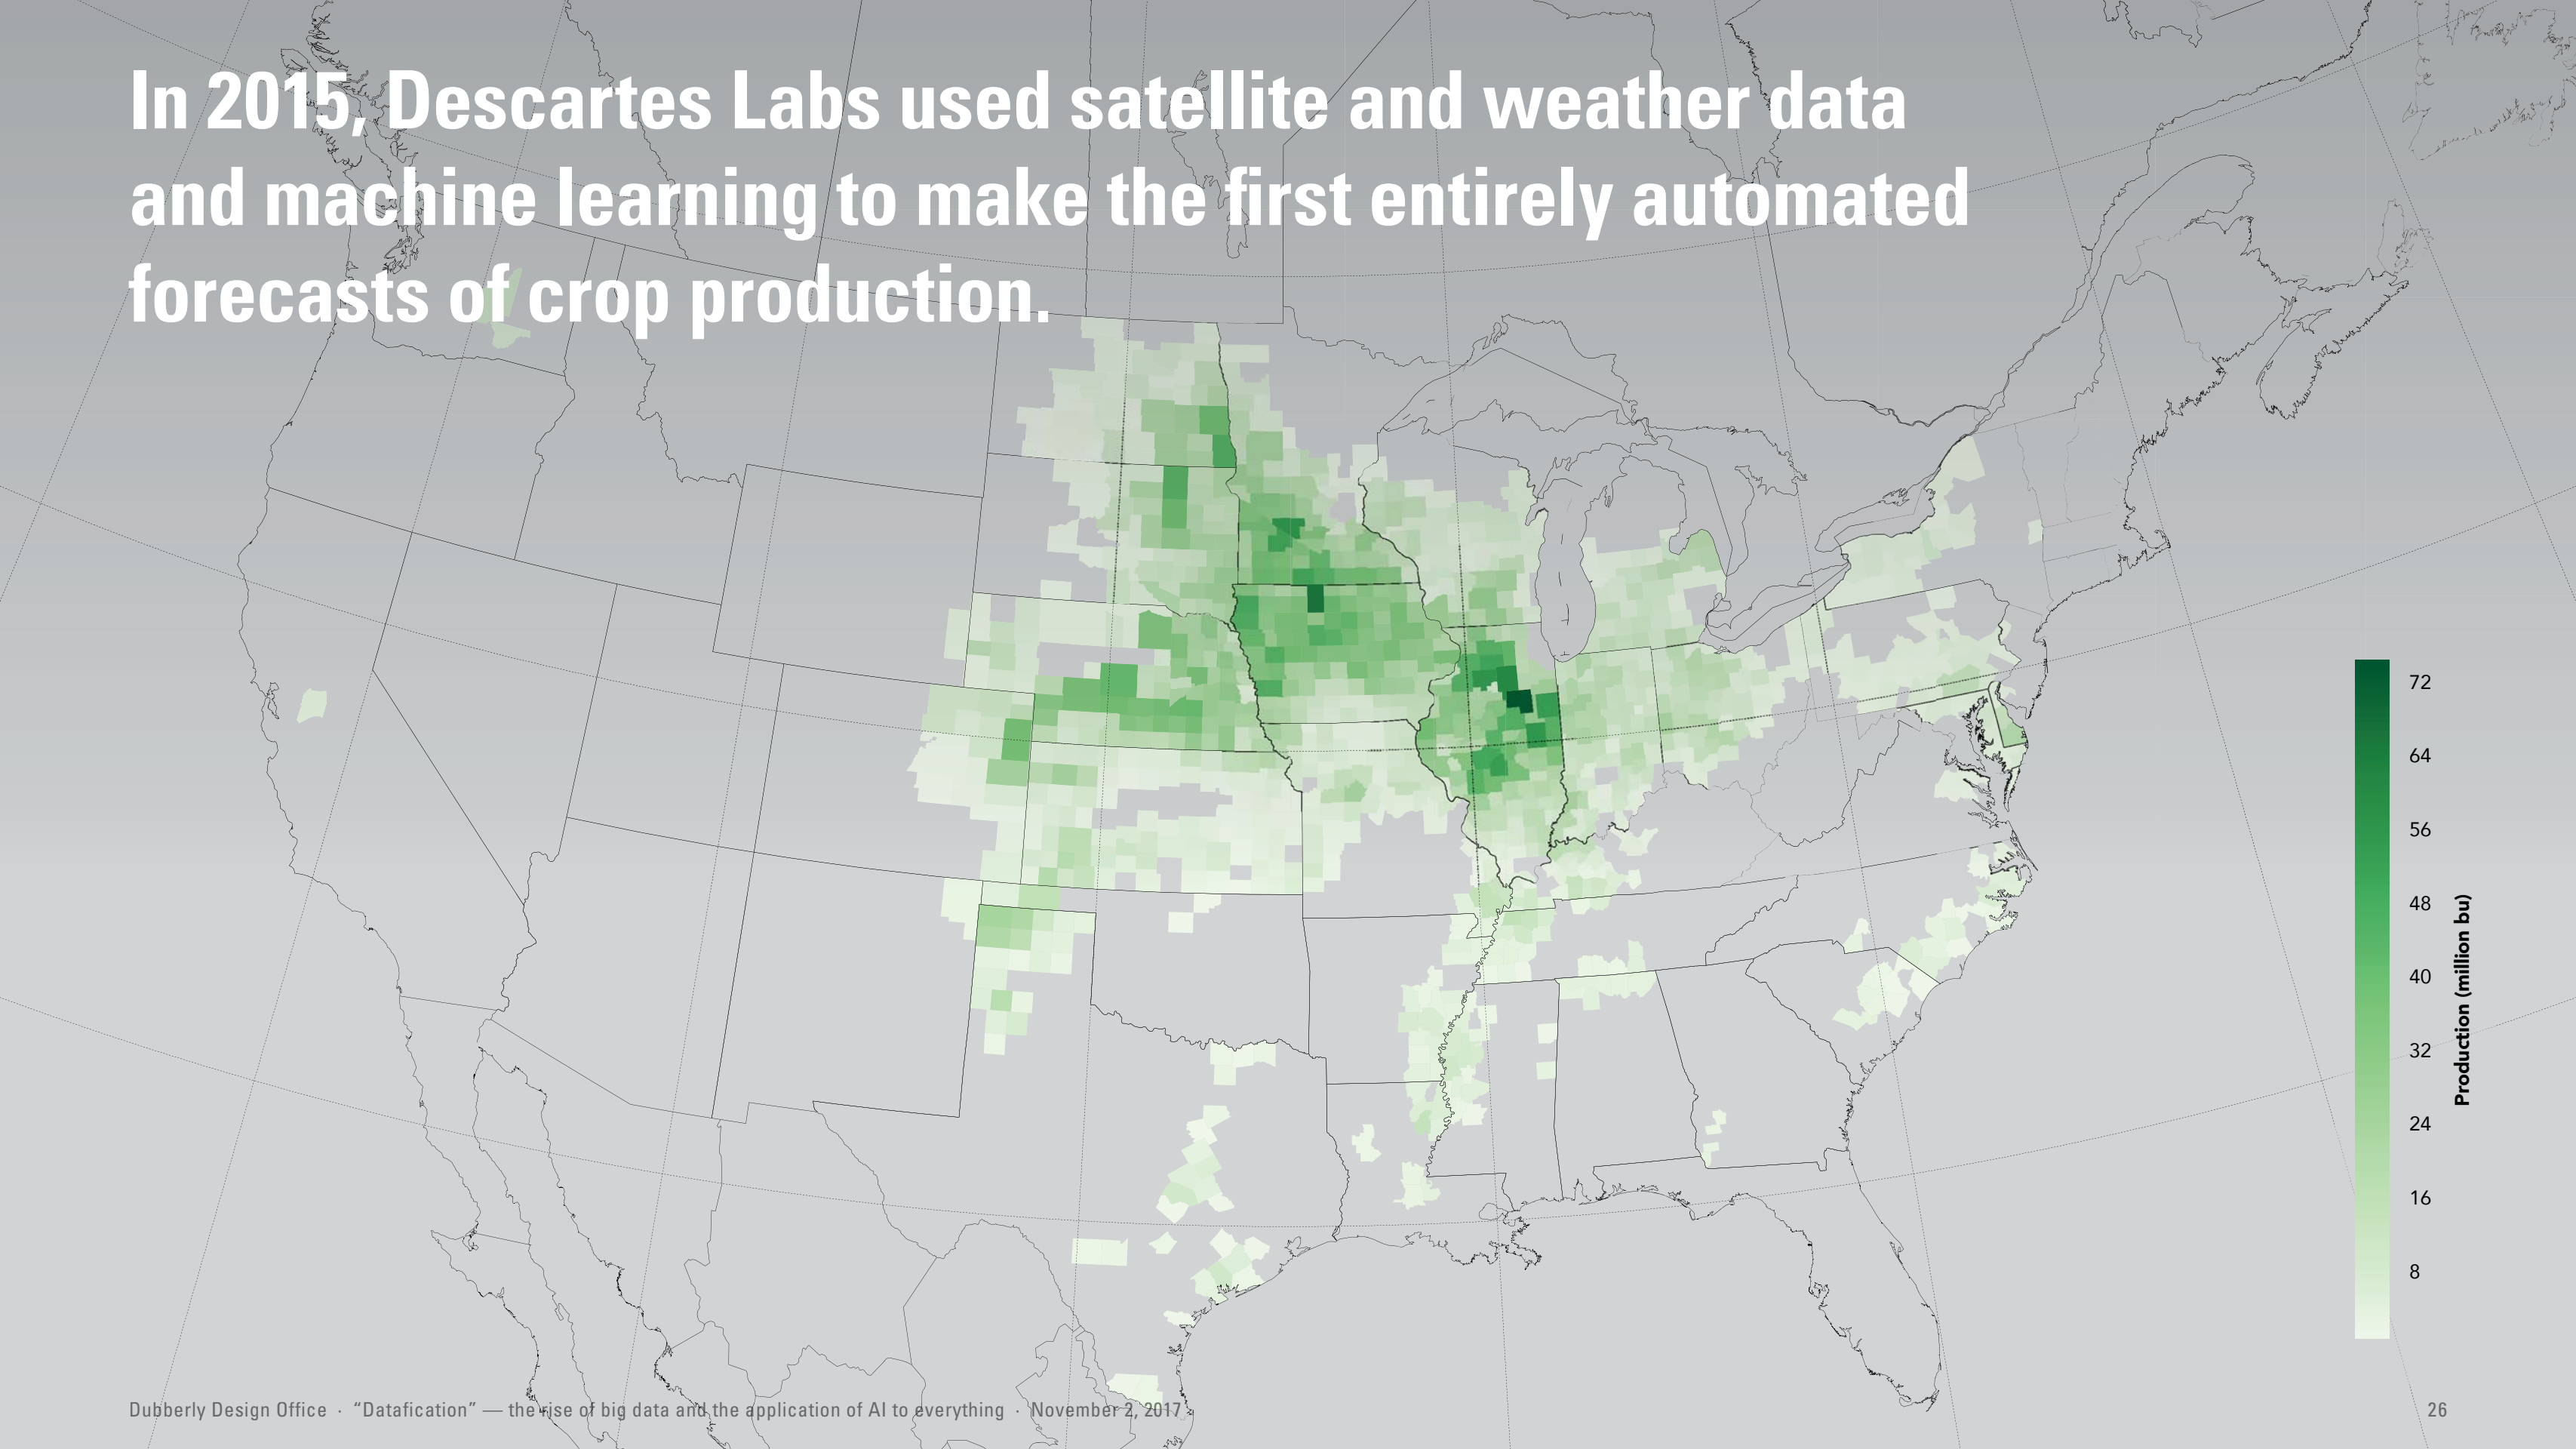 In 2015, Descartes Labs used satellite and weather data
and machine learning to make the first entirely automated
forecasts of crop production.
72
64
56
48
40
32
24
16
8
Production (million bu)
Dubberly Design Office · “Datafication” — the rise of big data and the application of AI to everything · November 2, 2017
26